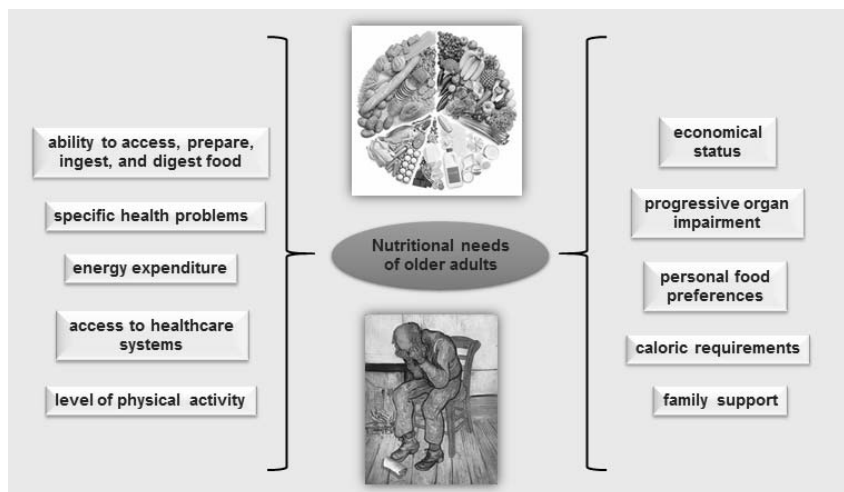 ability to access, prepare,
ingest, and digest food
specific health problems
energy expenditure
access to healthcare
systems
level of physical activity
Nutritional needs
of older adults
economical
status
progressive organ
impairment
personal food
preferences
caloric requirements
family support